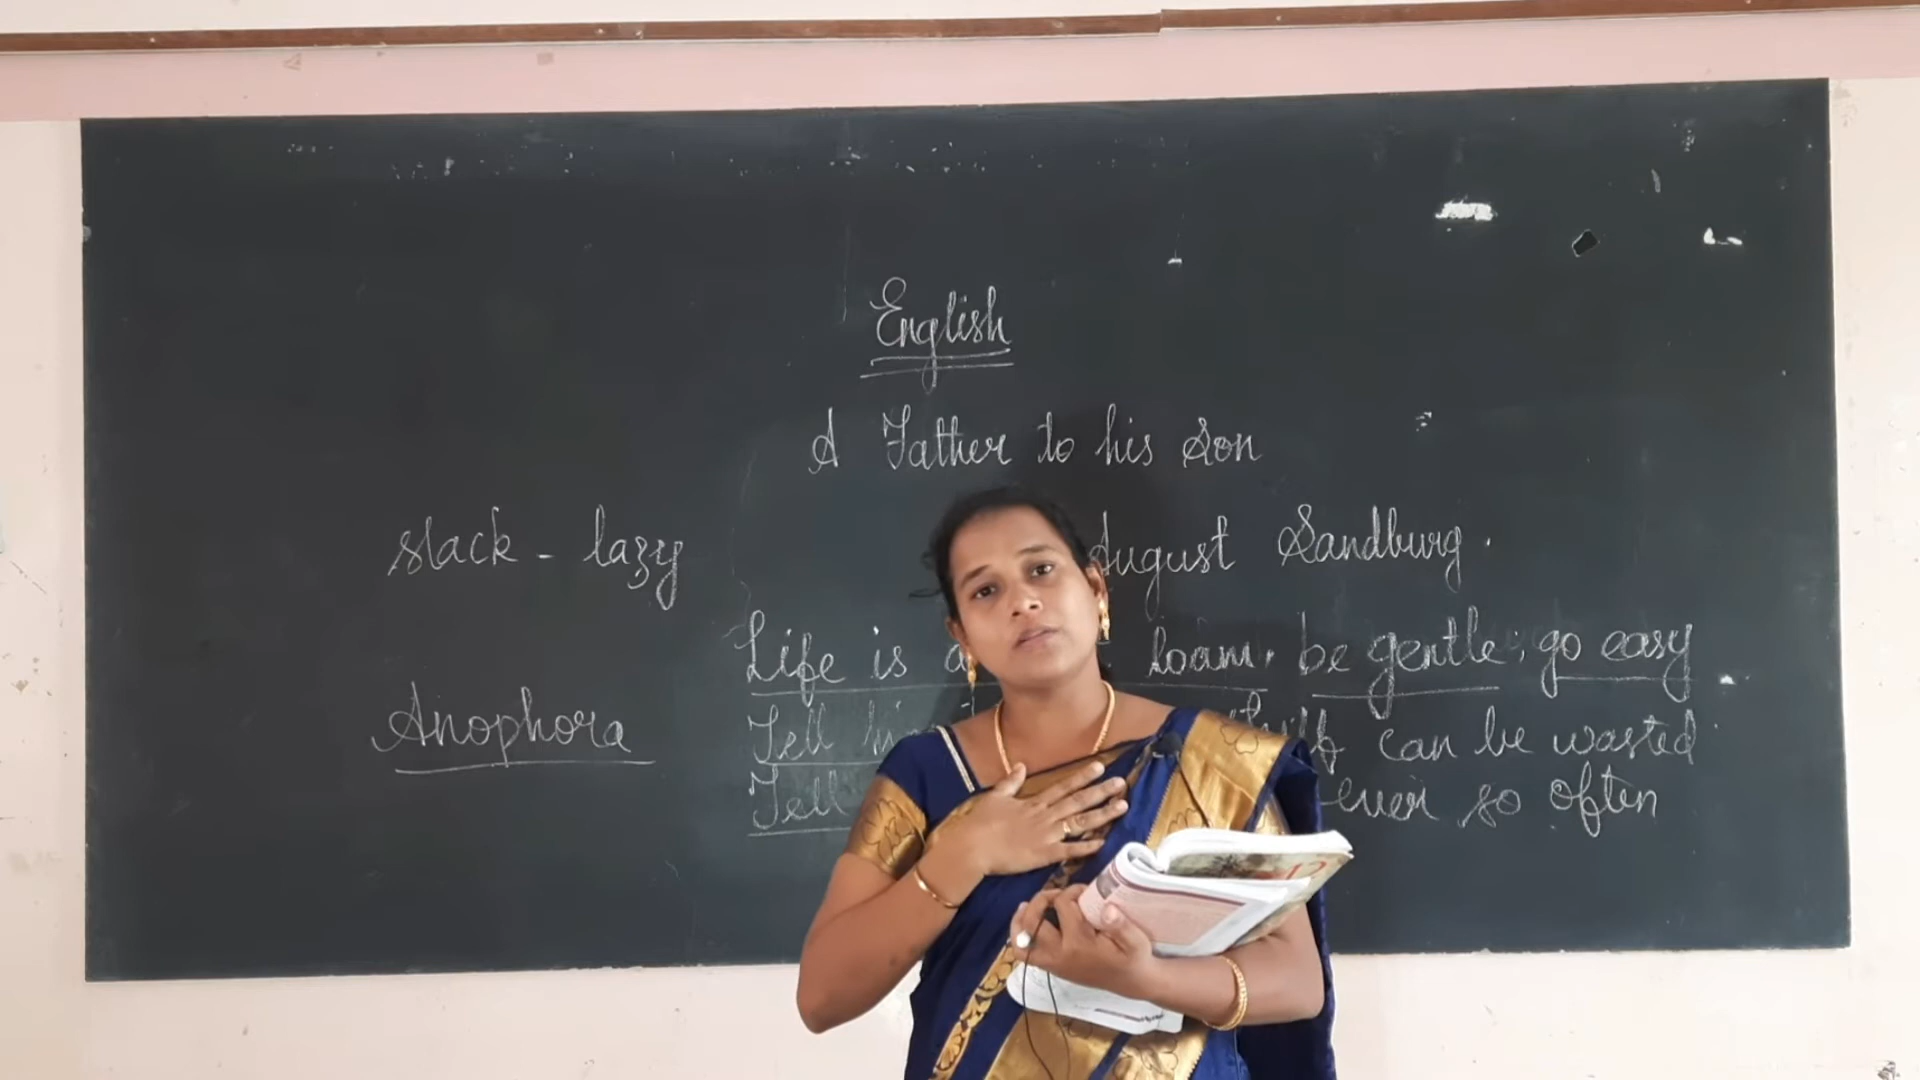 English
A Father to his Son
slack - lazy
August Sandburg.
Life is a loam, be gentle; go easy
Anophora
Tell can be wasted
Tell ever so often